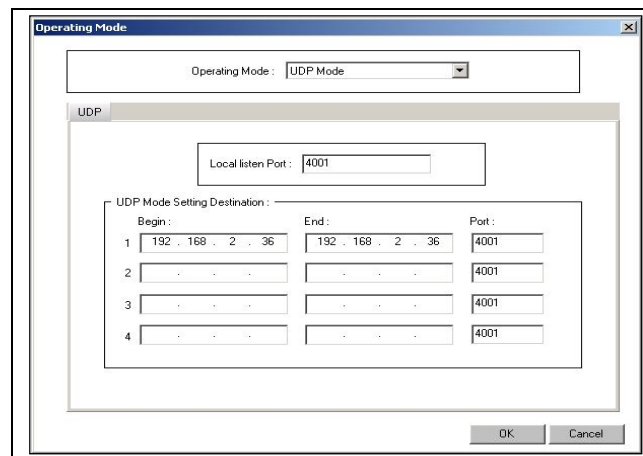 Operating Mode
Operating Mode : UDP Mode
UDP
Local listen Port : 4001
UDP Mode Setting Destination :
Begin : End : Port :
1 192 . 168 . 2 . 36 192 . 168 . 2 . 36 4001
2 . . . . . . 4001
3 . . . . . . 4001
4 . . . . . . 4001
OK Cancel